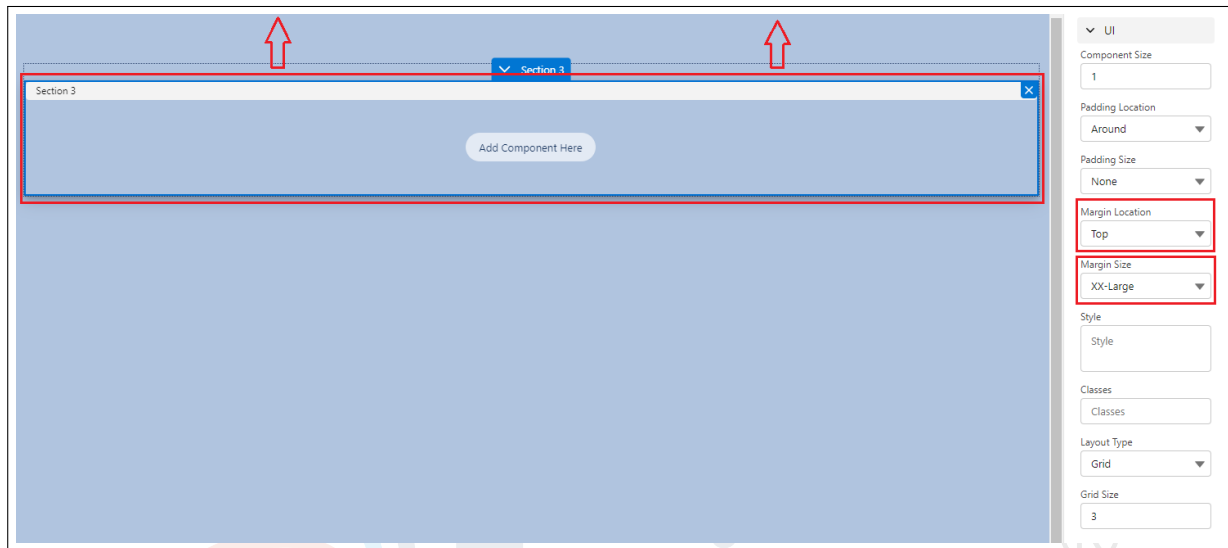 Section 3
Section 3
Add Component Here
UI
Component Size
1
Padding Location
Around
Padding Size
None
Margin Location
Top
Margin Size
XX-Large
Style
Style
Classes
Classes
Layout Type
Grid
Grid Size
3